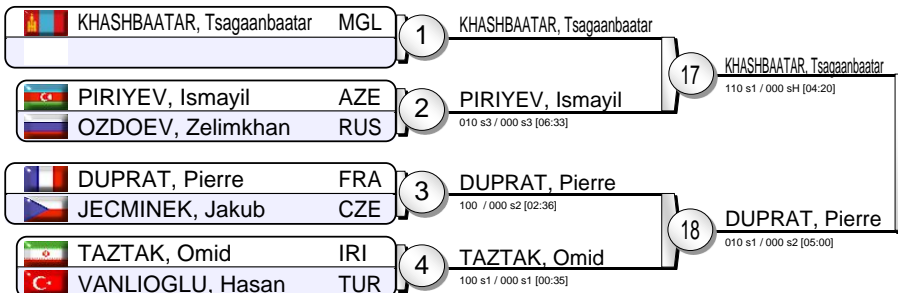 KHASHBAATAR, Tsagaanbaatar MGL
1
KHASHBAATAR, Tsagaanbaatar
PIRIYEV, Ismayil AZE
OZDOEV, Zelimkhan RUS
2
PIRIYEV, Ismayil
010 s3 / 000 s3 [06:33]
17
KHASHBAATAR, Tsagaanbaatar
110 s1 / 000 sH [04:20]
DUPRAT, Pierre FRA
JECMINEK, Jakub CZE
3
DUPRAT, Pierre
100 / 000 s2 [02:36]
TAZTAK, Omid IRI
VANLIOGLU, Hasan TUR
4
TAZTAK, Omid
100 s1 / 000 s1 [00:35]
18
DUPRAT, Pierre
010 s1 / 000 s2 [05:00]